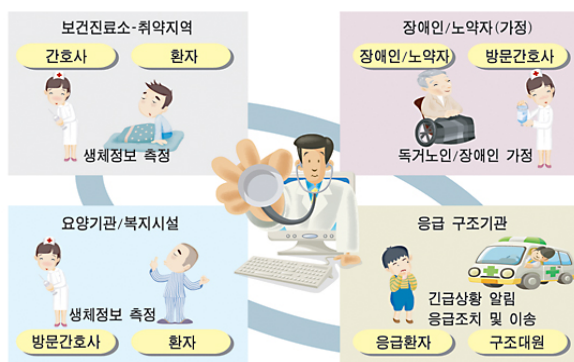 보건진료소-취약지역
간호사
환자
생체정보 측정
장애인/노약자(가정)
장애인/노약자
방문간호사
독거노인/장애인 가정
요양기관/복지시설
생체정보 측정
방문간호사
환자
응급 구조기관
긴급상황 알림
응급조치 및 이송
응급환자
구조대원